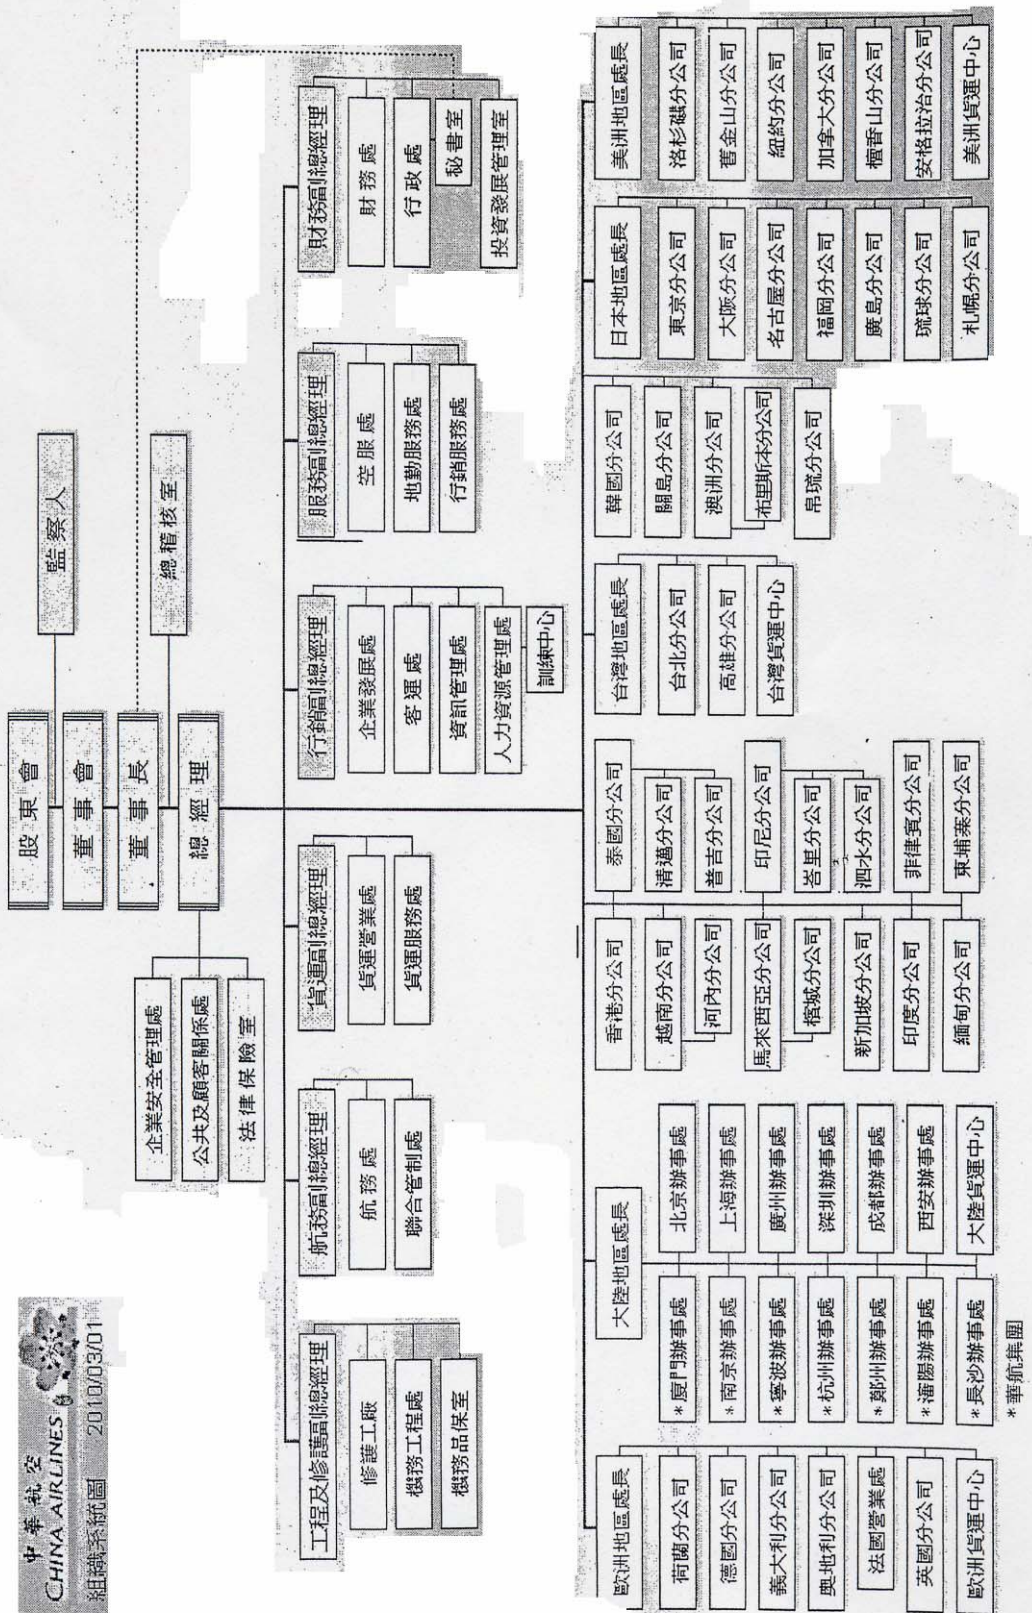 中華航空
CHINA AIRLINES
組織系統圖 2010/03/01
股東會
監察人
董事會
董事長
總稽核室
總經理
企業安全管理處
公共及顧客關係處
法律保險室
工程及修護副總經理
修護工廠
機務工程處
機務品保室
航務副總經理
航務處
聯合管制處
貨運副總經理
貨運營業處
貨運服務處
行銷副總經理
企業發展處
客運處
資訊管理處
人力資源管理處
訓練中心
服務副總經理
空服處
地勤服務處
行銷服務處
財務副總經理
財務處
行政處
秘書室
投資發展管理室
歐洲地區處長
荷蘭分公司
德國分公司
義大利分公司
奧地利分公司
法國營業處
英國分公司
歐洲貨運中心
大陸地區處長
*廈門辦事處
北京辦事處
*南京辦事處
上海辦事處
*寧波辦事處
廣州辦事處
*杭州辦事處
深圳辦事處
*鄭州辦事處
成都辦事處
*瀋陽辦事處
西安辦事處
*長沙辦事處
大陸貨運中心
*華航集團
香港分公司
泰國分公司
越南分公司
清邁分公司
河內分公司
普吉分公司
馬來西亞分公司
印尼分公司
檳城分公司
峇里分公司
新加坡分公司
泗水分公司
印度分公司
菲律賓分公司
緬甸分公司
柬埔寨分公司
台灣地區處長
台北分公司
高雄分公司
台灣貨運中心
韓國分公司
關島分公司
澳洲分公司
布里斯本分公司
帛琉分公司
日本地區處長
東京分公司
大阪分公司
名古屋分公司
福岡分公司
廣島分公司
琉球分公司
札幌分公司
美洲地區處長
洛杉磯分公司
舊金山分公司
紐約分公司
加拿大分公司
檀香山分公司
安格拉治分公司
美洲貨運中心